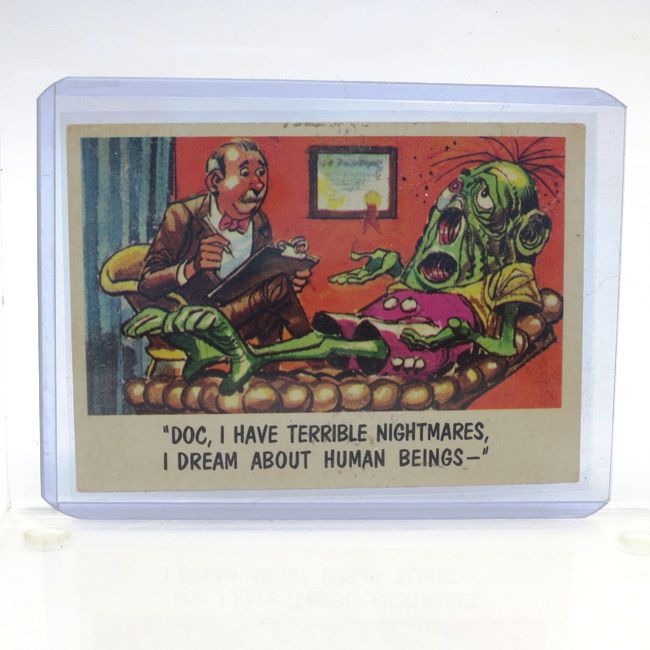 "DOC, I HAVE TERRIBLE NIGHTMARES,
I DREAM ABOUT HUMAN BEINGS—"